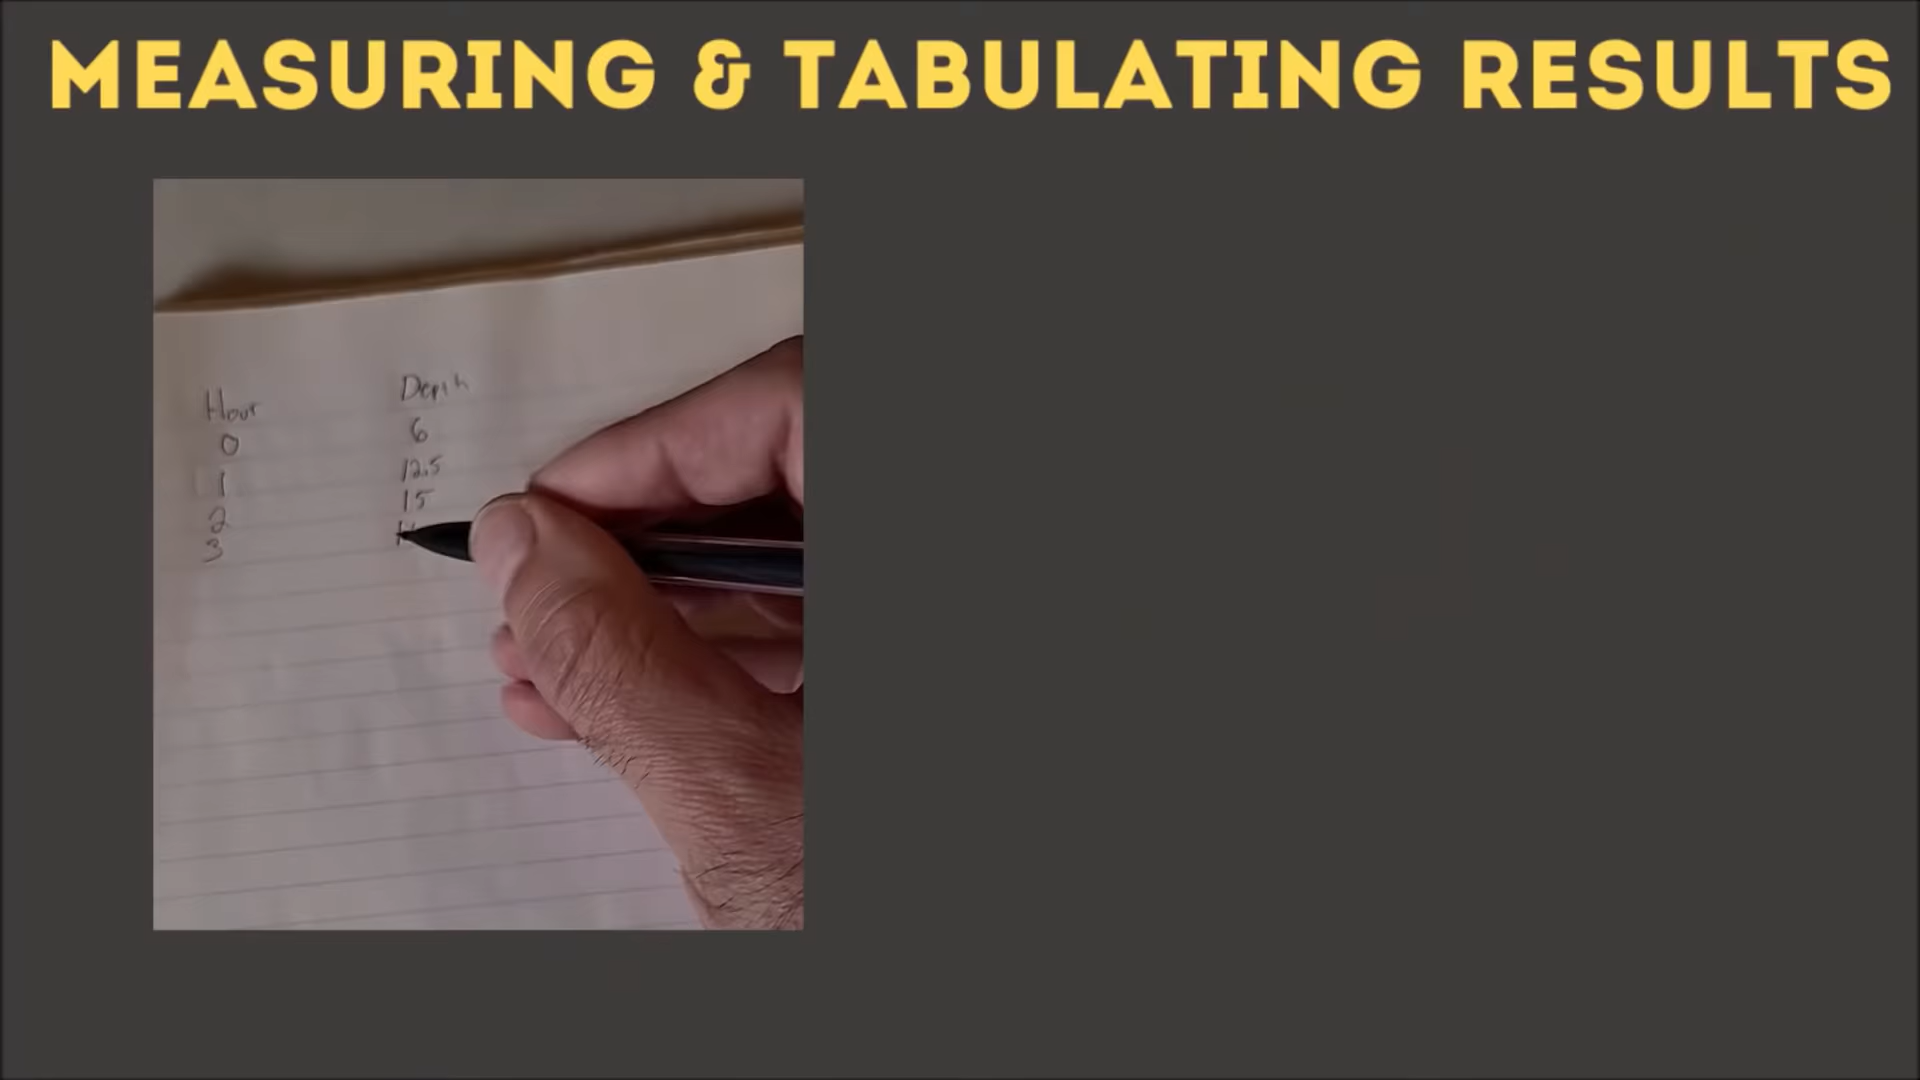 MEASURING & TABULATING RESULTS
Hour Depth
0 6
1 12.5
2 15
3